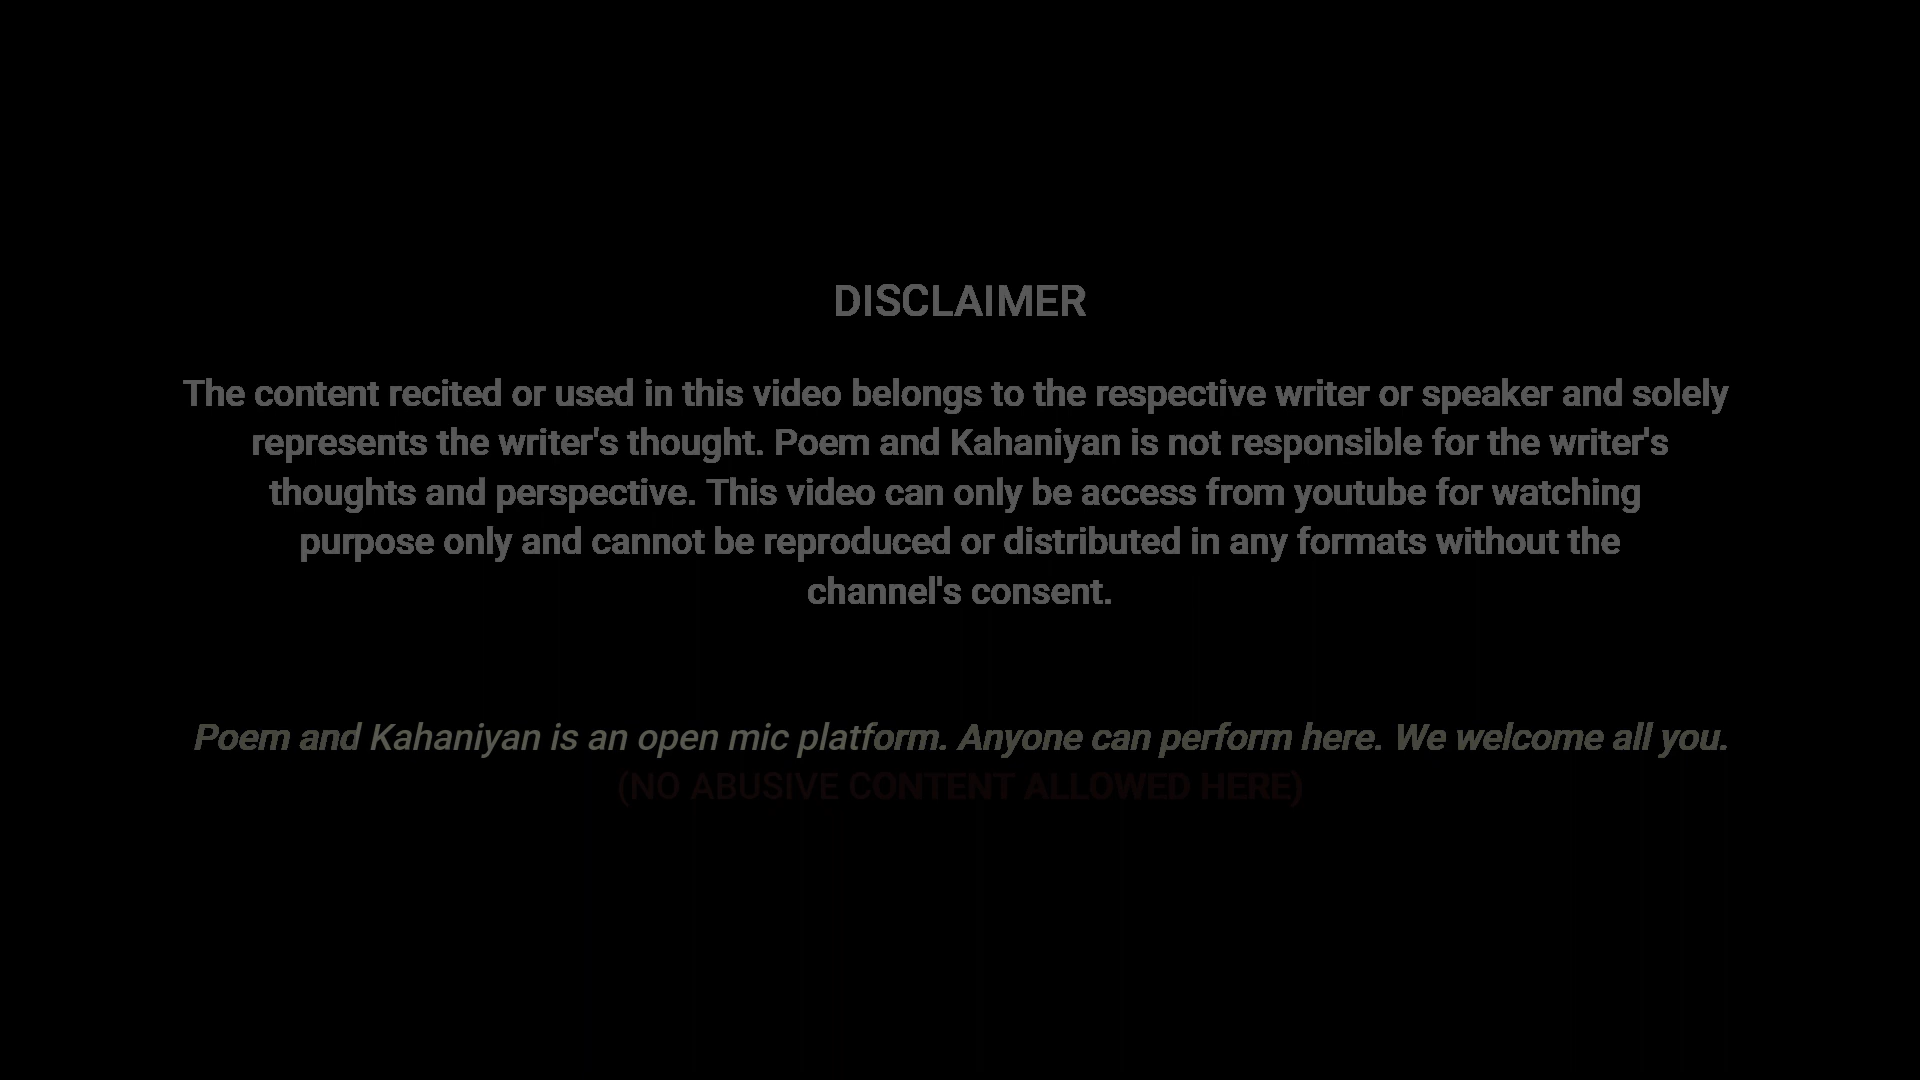 DISCLAIMER
The content recited or used in this video belongs to the respective writer or speaker and solely
represents the writer's thought. Poem and Kahaniyan is not responsible for the writer's
thoughts and perspective. This video can only be access from youtube for watching
purpose only and cannot be reproduced or distributed in any formats without the
channel's consent.
Poem and Kahaniyan is an open mic platform. Anyone can perform here. We welcome all you.
(NO ABUSIVE CONTENT ALLOWED HERE)